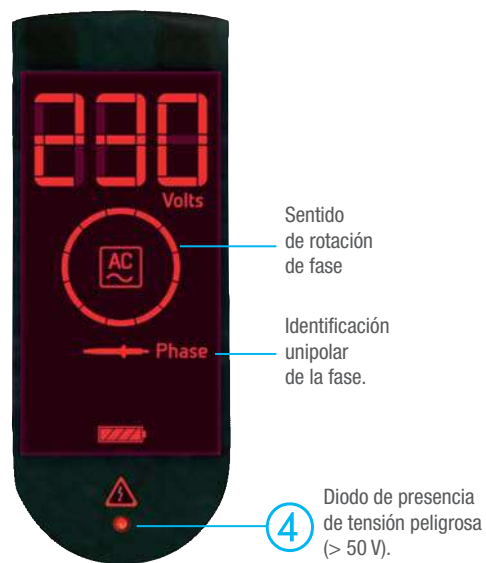 230
Volts
Sentido
de rotación
de fase
AC
Identificación
unipolar
de la fase.
Phase
4
Diodo de presencia
de tensión peligrosa
(> 50 V).